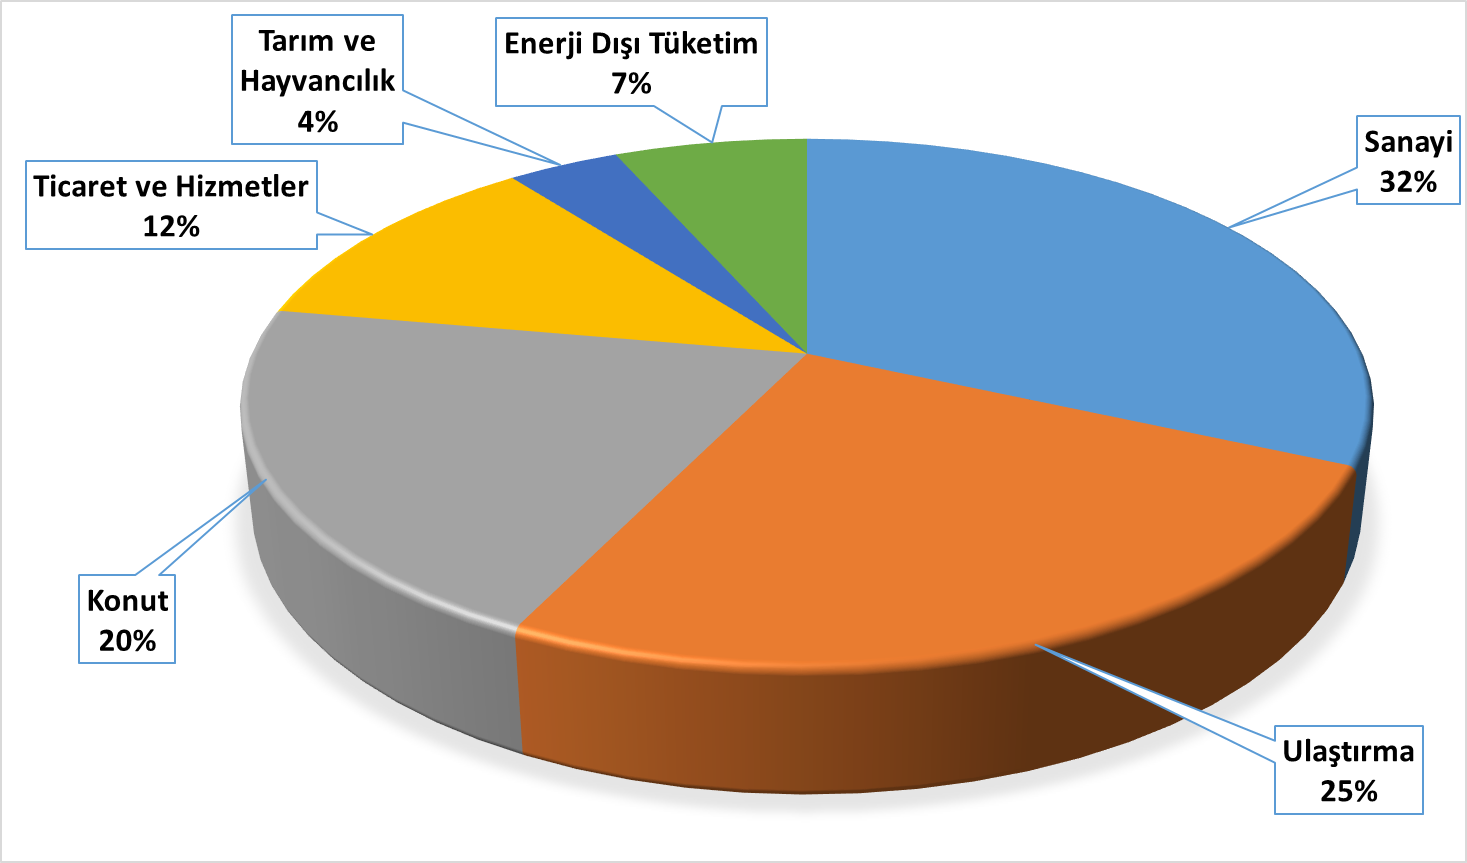 Tarım ve
Hayvancılık
4%
Enerji Dışı Tüketim
7%
Sanayi
32%
Ticaret ve Hizmetler
12%
Konut
20%
Ulaştırma
25%